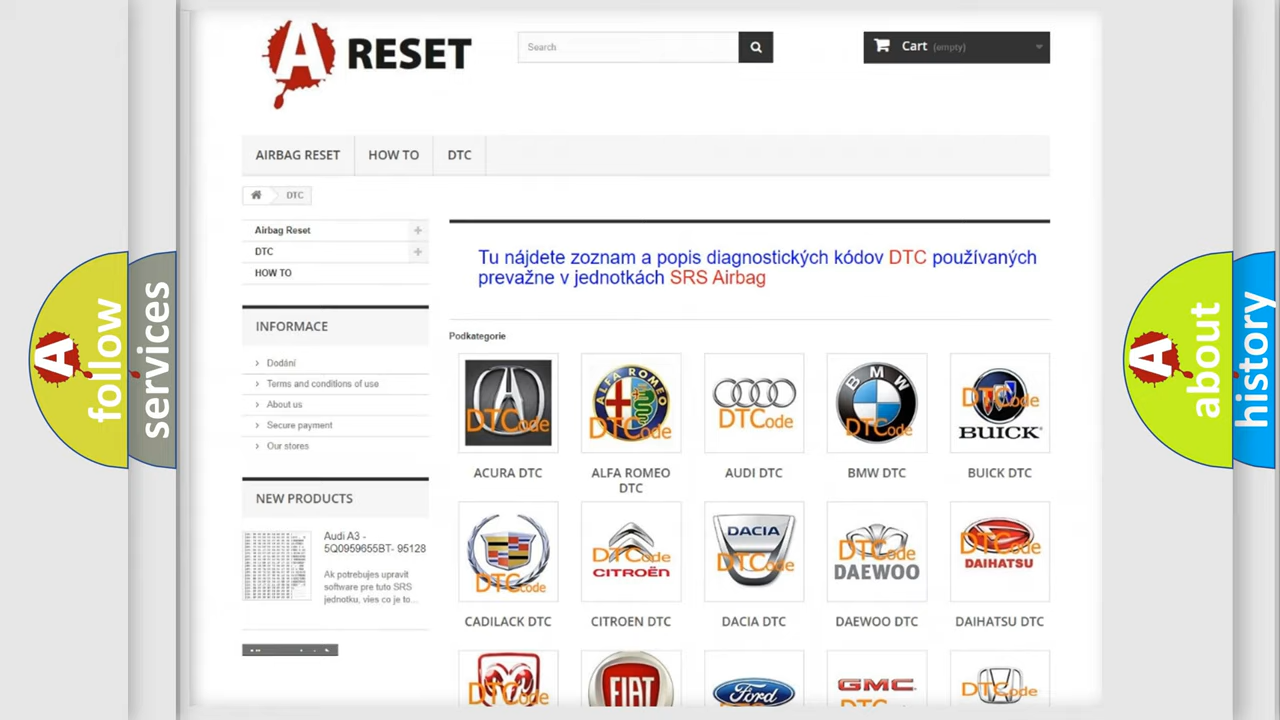 A RESET
Search
Cart (empty)
AIRBAG RESET
HOW TO
DTC
DTC
Airbag Reset
DTC
HOW TO
INFORMACE
Dodání
Terms and conditions of use
About us
Secure payment
Our stores
NEW PRODUCTS
Audi A3 -
5Q0959655BT- 95128
Ak potrebujes upravit
software pre tuto SRS
jednotku, vies co je to...
Tu nájdete zoznam a popis diagnostických kódov DTC používaných
prevažne v jednotkách SRS Airbag
Podkategorie
DTCode
ALFA ROMEO
DTCode
DTCode
BMW
DTCode
DTCode
BUICK
ACURA DTC
ALFA ROMEO
DTC
AUDI DTC
BMW DTC
BUICK DTC
DTCode
DTCode
CITROËN
DACIA
DTCode
DTCode
DAEWOO
DTCode
DAIHATSU
CADILACK DTC
CITROEN DTC
DACIA DTC
DAEWOO DTC
DAIHATSU DTC
DTCode
FIAT
Ford
GMC
DTCode
A follow
services
A about
history